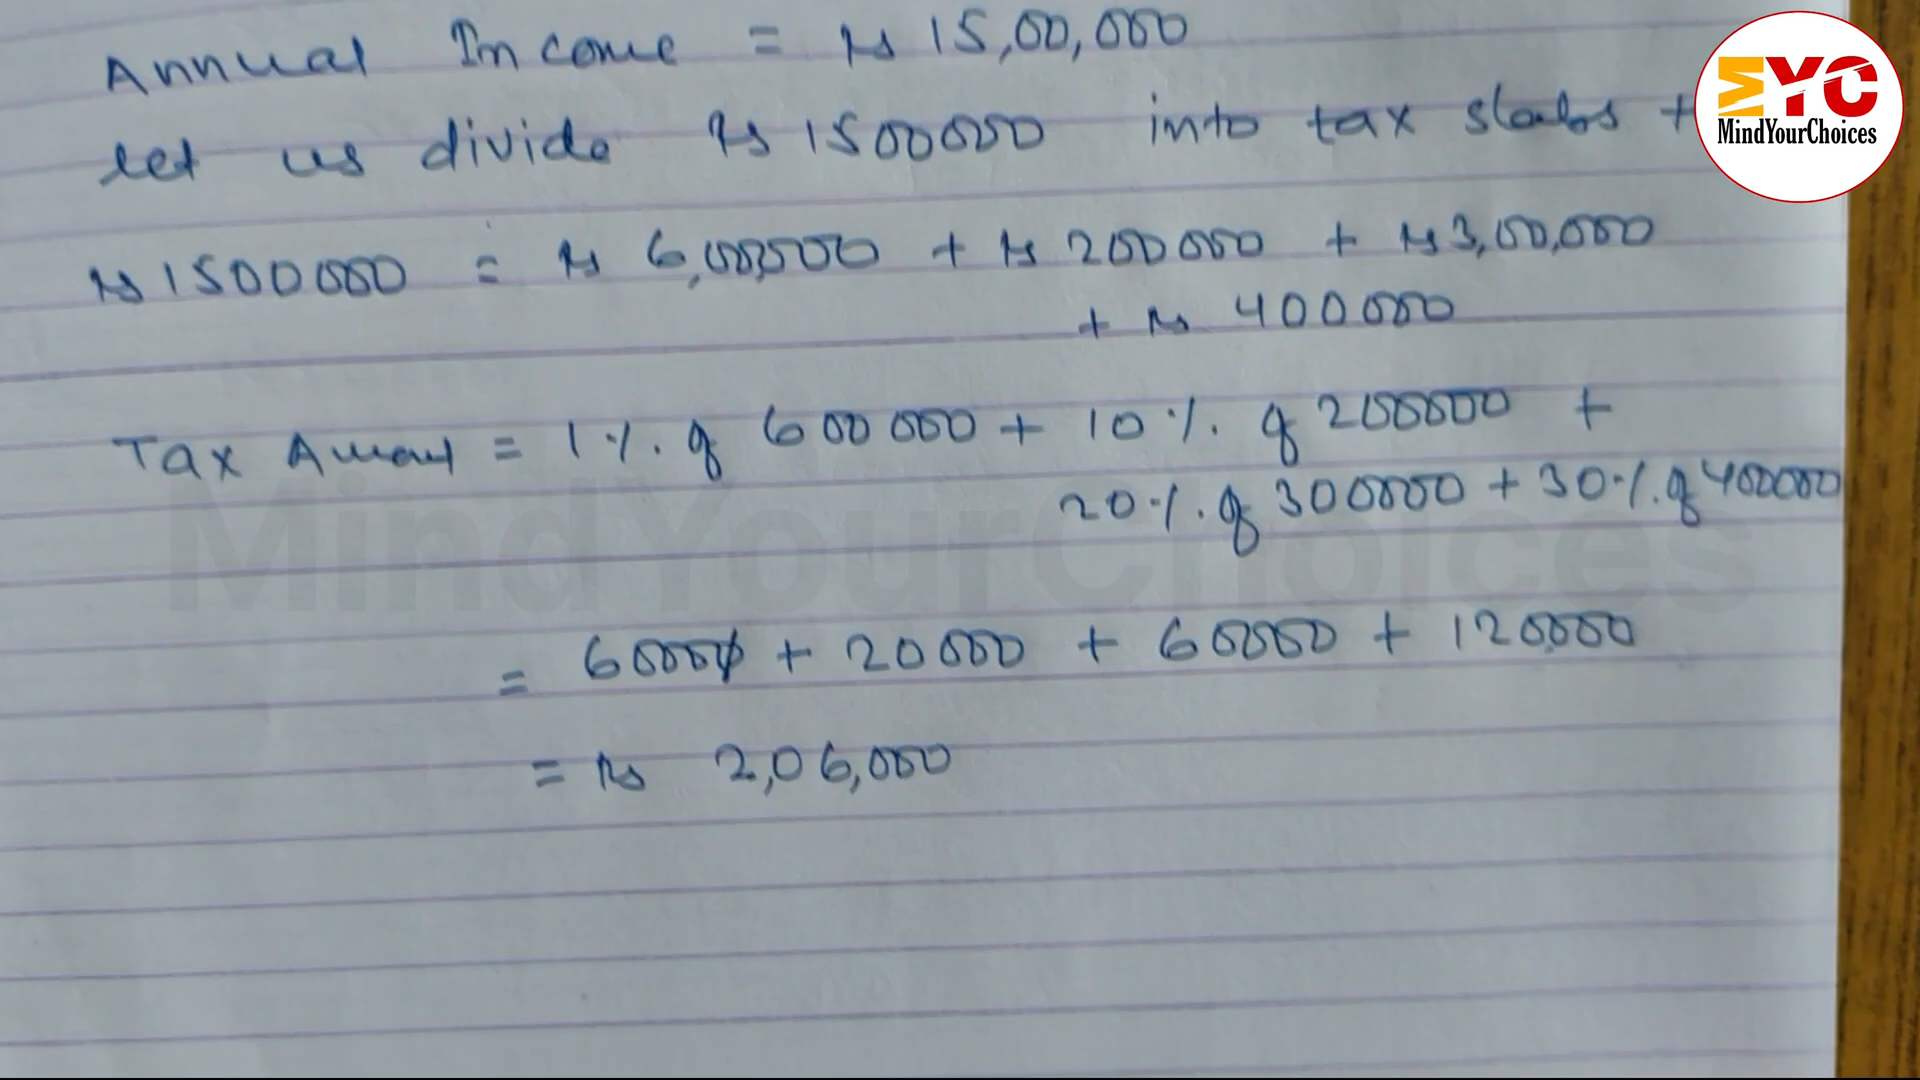 Annual Income = Rs 15,00,000
MYC
MindYourChoices
let us divide Rs 1500000 into tax slabs +
Rs 1500000 = Rs 6,00,000 + Rs 200000 + Rs 3,00,000
+ Rs 400000
Tax Amount = 1 %. of 600000 + 10 %. of 200000 +
20 %. of 300000 + 30 %. of 400000
MindYourChoices
= 6000 + 20000 + 60000 + 120000
= Rs 2,06,000